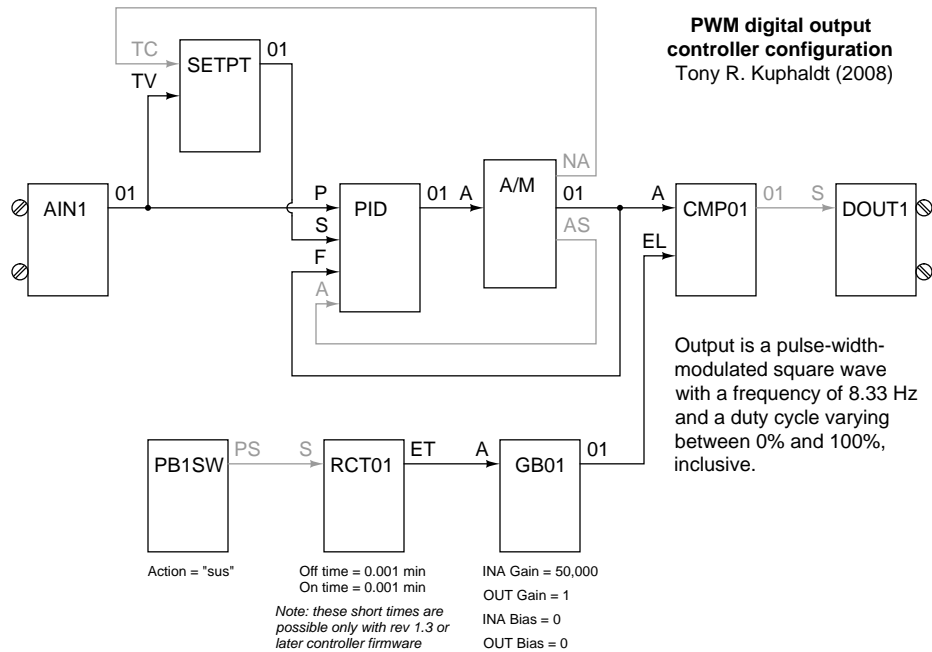 PWM digital output
controller configuration
Tony R. Kuphaldt (2008)
TC
01
SETPT
TV
NA
AIN1
01
P
PID
01
A
A/M
01
A
CMP01
01
S
DOUT1
S
AS
EL
F
A
Output is a pulse-width-
modulated square wave
with a frequency of 8.33 Hz
and a duty cycle varying
between 0% and 100%,
inclusive.
PB1SW
PS
S
RCT01
ET
A
GB01
01
Action = "sus"
Off time = 0.001 min
On time = 0.001 min
Note: these short times are
possible only with rev 1.3 or
later controller firmware
INA Gain = 50,000
OUT Gain = 1
INA Bias = 0
OUT Bias = 0